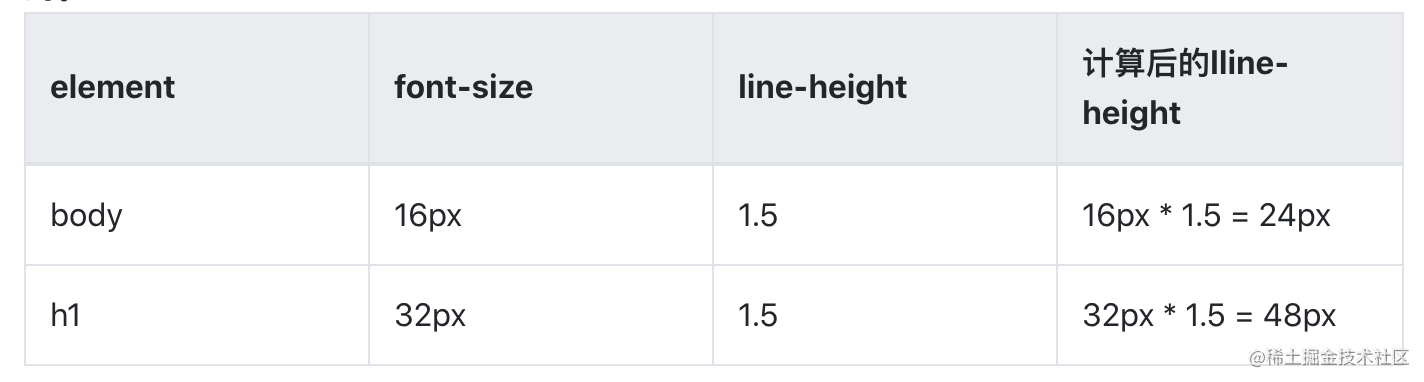 element font-size line-height 计算后的lline-
height
body 16px 1.5 16px * 1.5 = 24px
h1 32px 1.5 32px * 1.5 = 48px
@稀土掘金技术社区